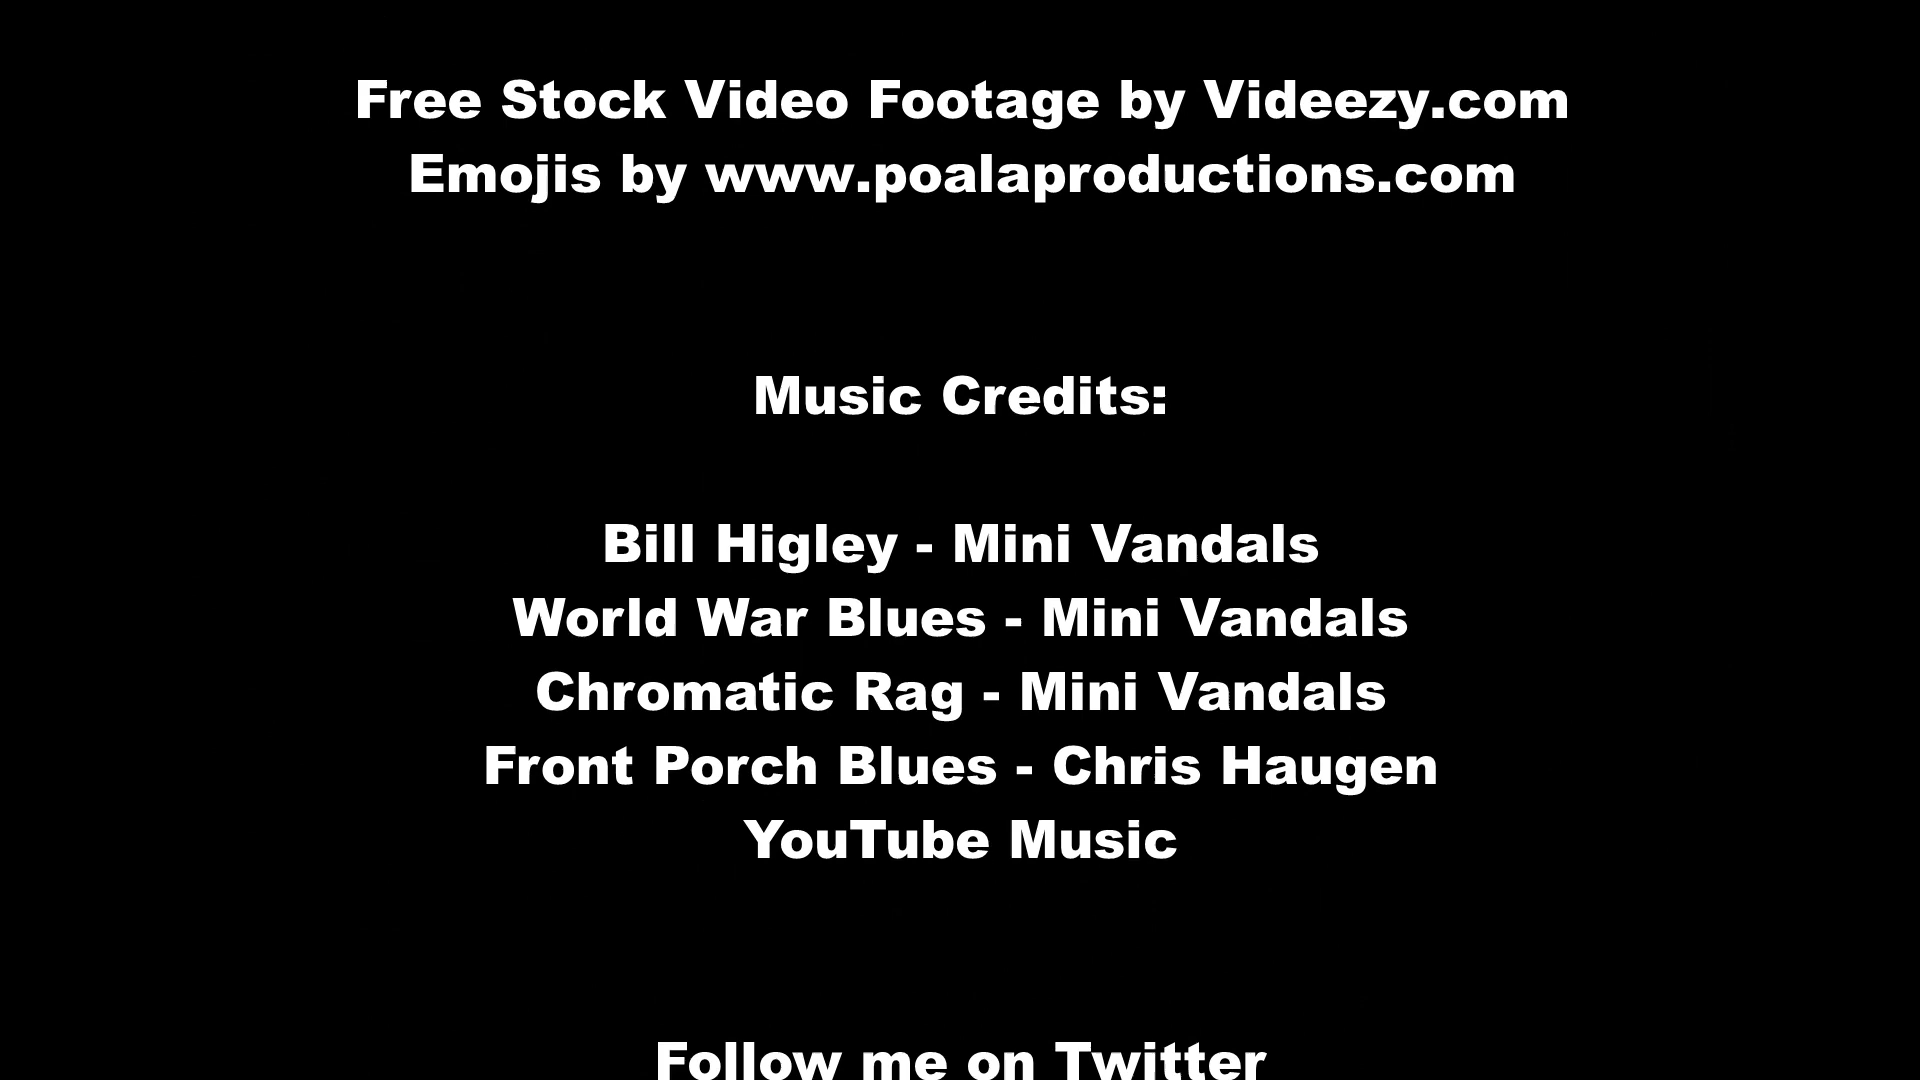 Free Stock Video Footage by Videezy.com
Emojis by www.poalaproductions.com
Music Credits:
Bill Higley - Mini Vandals
World War Blues - Mini Vandals
Chromatic Rag - Mini Vandals
Front Porch Blues - Chris Haugen
YouTube Music
Follow me on Twitter